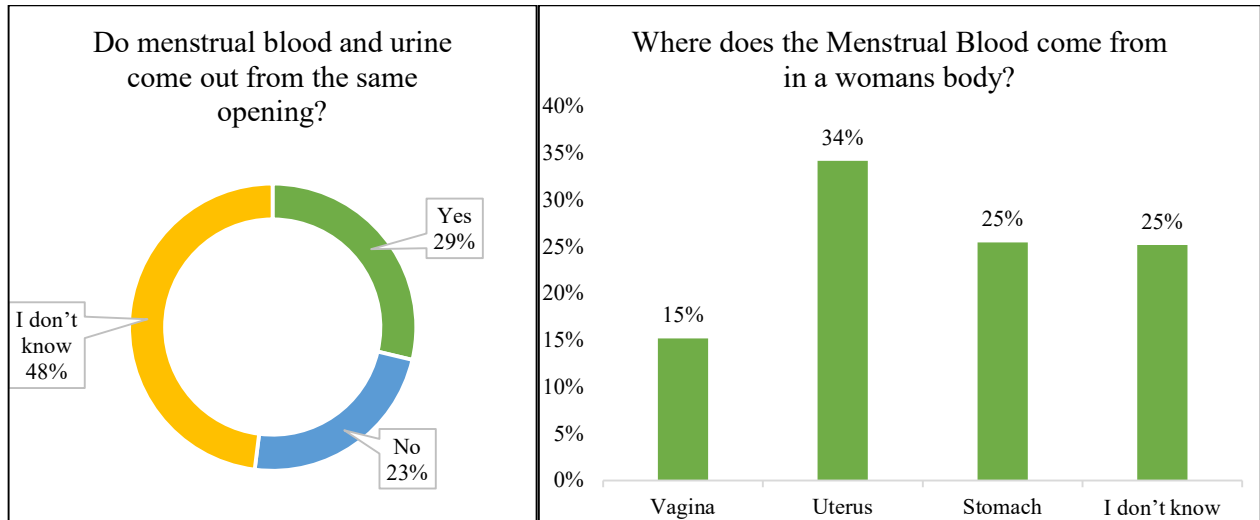 Do menstrual blood and urine
come out from the same
opening?
Yes
29%
I don’t
know
48%
No
23%
Where does the Menstrual Blood come from
in a womans body?
40%
35%
30%
25%
20%
15%
10%
5%
0%
15%
34%
25%
25%
Vagina
Uterus
Stomach
I don’t know